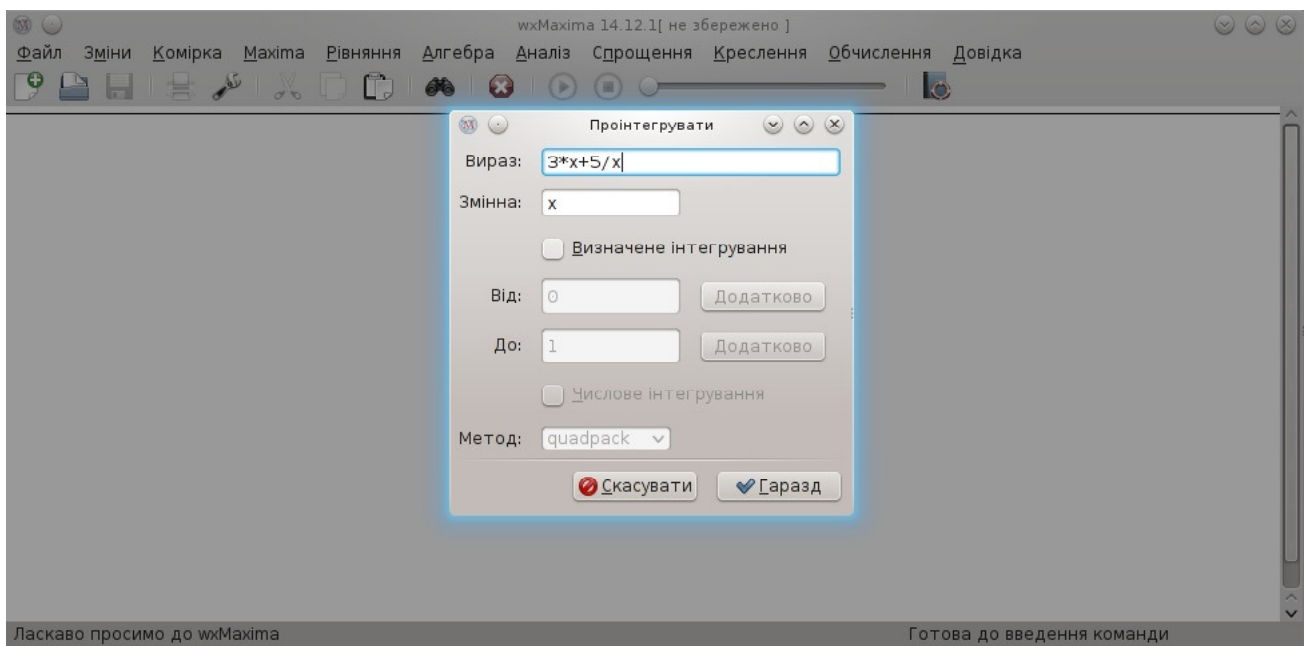 wxMaxima 14.12.1[ не збережено ]
Файл Зміни Комірка Maxima Рівняння Алгебра Аналіз Спрощення Креслення Обчислення Довідка
Проінтегрувати
Вираз: 3*x+5/x
Змінна: x
Визначене інтегрування
Від: 0 Додатково
До: 1 Додатково
Числове інтегрування
Метод: quadpack
Скасувати Гаразд
Ласкаво просимо до wxMaxima Готова до введення команди